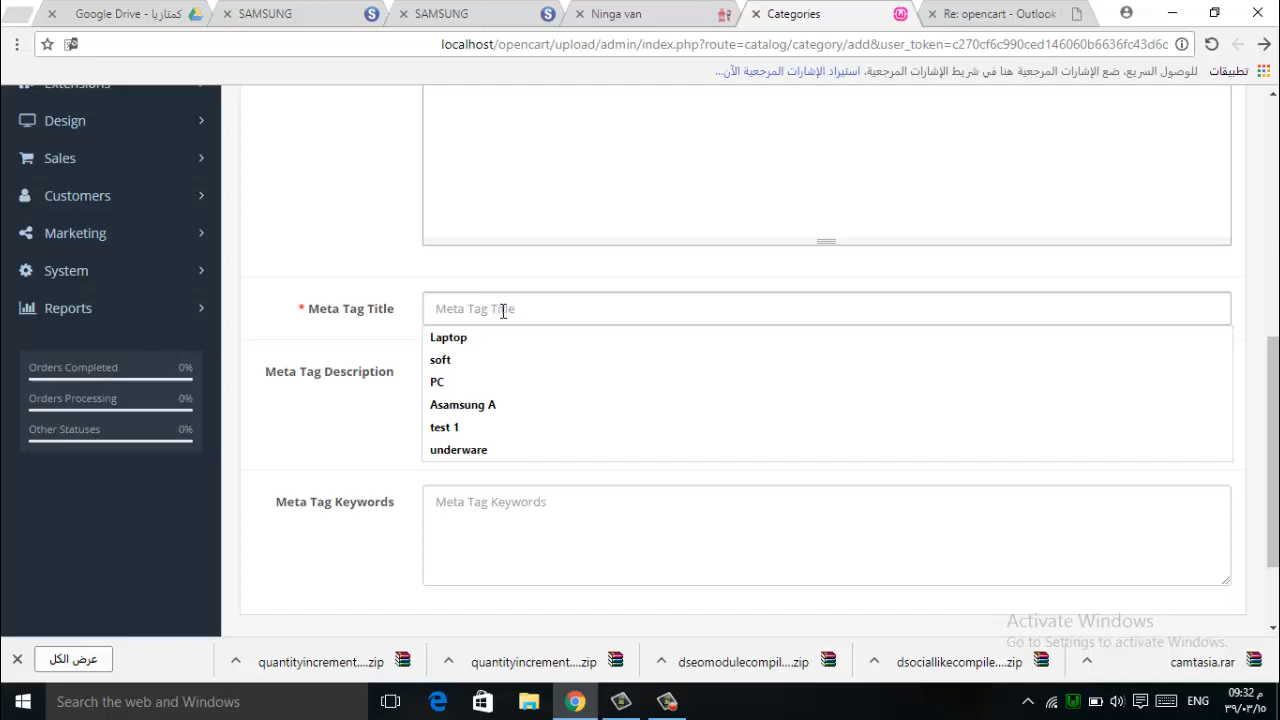 كمتازيا - Google Drive
SAMSUNG
SAMSUNG
Ninga van
Categories
Re: opencart - Outlook
localhost/opencart/upload/admin/index.php?route=catalog/category/add&user_token=c270cf6c990ced146060b6636fc43d6c
تطبيقات
للوصول السريع، ضع الإشارات المرجعية هنا في شريط الإشارات المرجعية. استيراد الإشارات المرجعية الآن...
Extensions
Design
Sales
Customers
Marketing
System
Reports
Orders Completed 0%
Orders Processing 0%
Other Statuses 0%
* Meta Tag Title
Meta Tag Title
Laptop
soft
PC
Asamsung A
test 1
underware
Meta Tag Description
Meta Tag Keywords
Meta Tag Keywords
Activate Windows
Go to Settings to activate Windows.
عرض الكل
quantityincrement....zip
quantityincrement....zip
dseomodulecompil....zip
dsociallikecompile....zip
camtasia.rar
Search the web and Windows
ENG
09:32 م
٣٩/٠٣/١٥